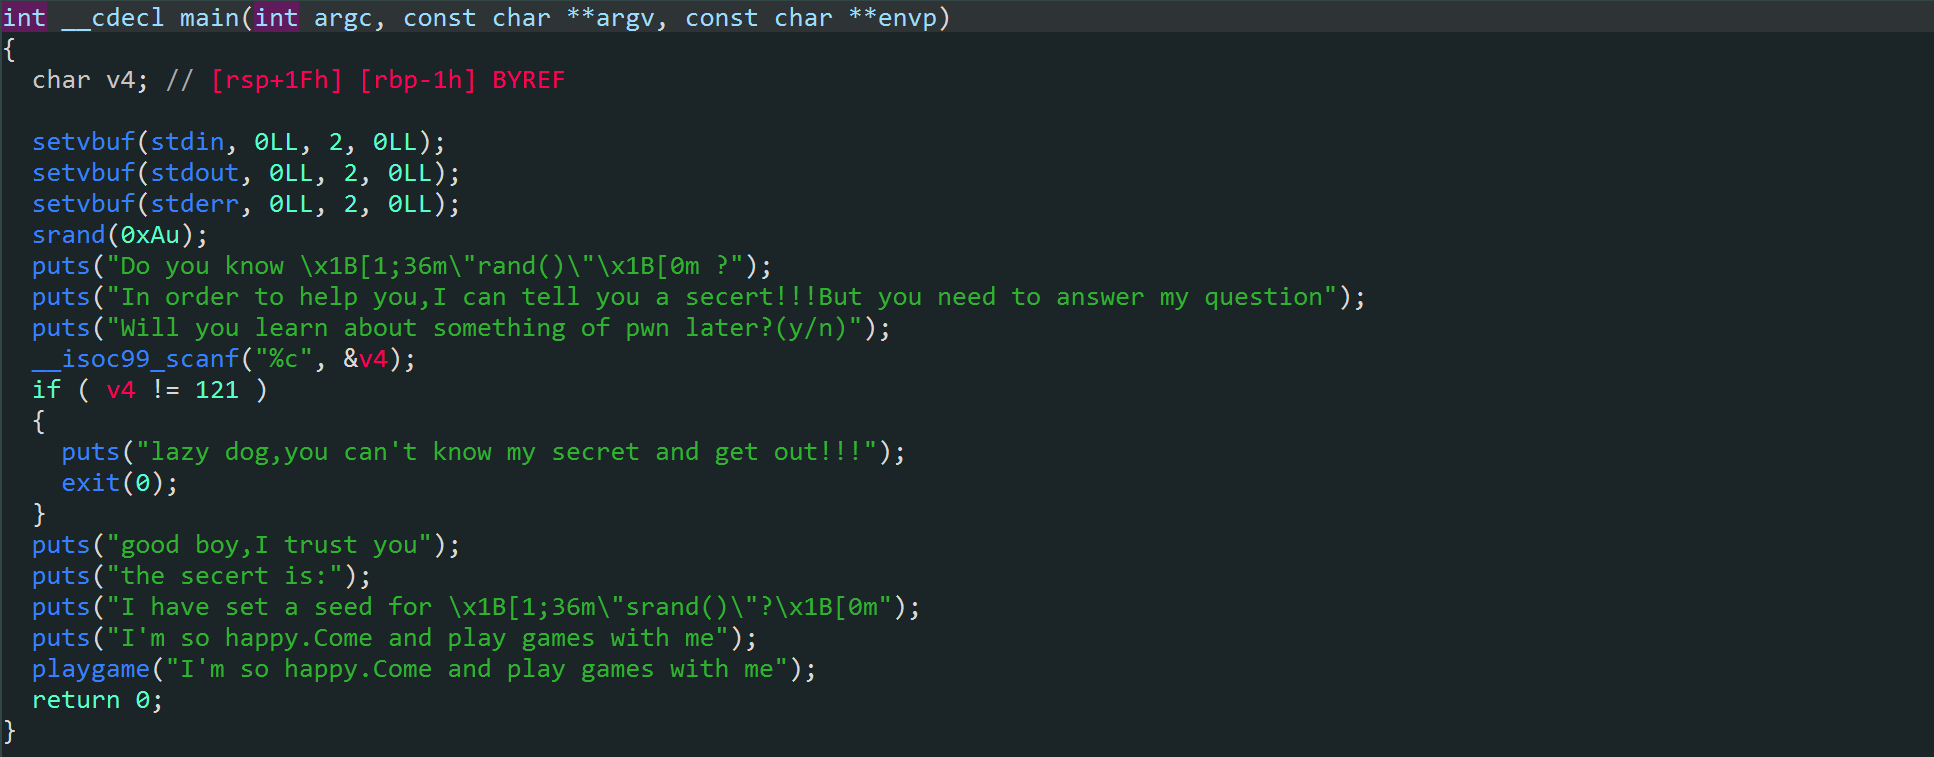 int __cdecl main(int argc, const char **argv, const char **envp)
{
  char v4; // [rsp+1Fh] [rbp-1h] BYREF

  setvbuf(stdin, 0LL, 2, 0LL);
  setvbuf(stdout, 0LL, 2, 0LL);
  setvbuf(stderr, 0LL, 2, 0LL);
  srand(0xAu);
  puts("Do you know \x1B[1;36m\"rand()\"\x1B[0m ?");
  puts("In order to help you,I can tell you a secert!!!But you need to answer my question");
  puts("Will you learn about something of pwn later?(y/n)");
  __isoc99_scanf("%c", &v4);
  if ( v4 != 121 )
  {
    puts("lazy dog,you can't know my secret and get out!!!");
    exit(0);
  }
  puts("good boy,I trust you");
  puts("the secert is:");
  puts("I have set a seed for \x1B[1;36m\"srand()\"?\x1B[0m");
  puts("I'm so happy.Come and play games with me");
  playgame("I'm so happy.Come and play games with me");
  return 0;
}